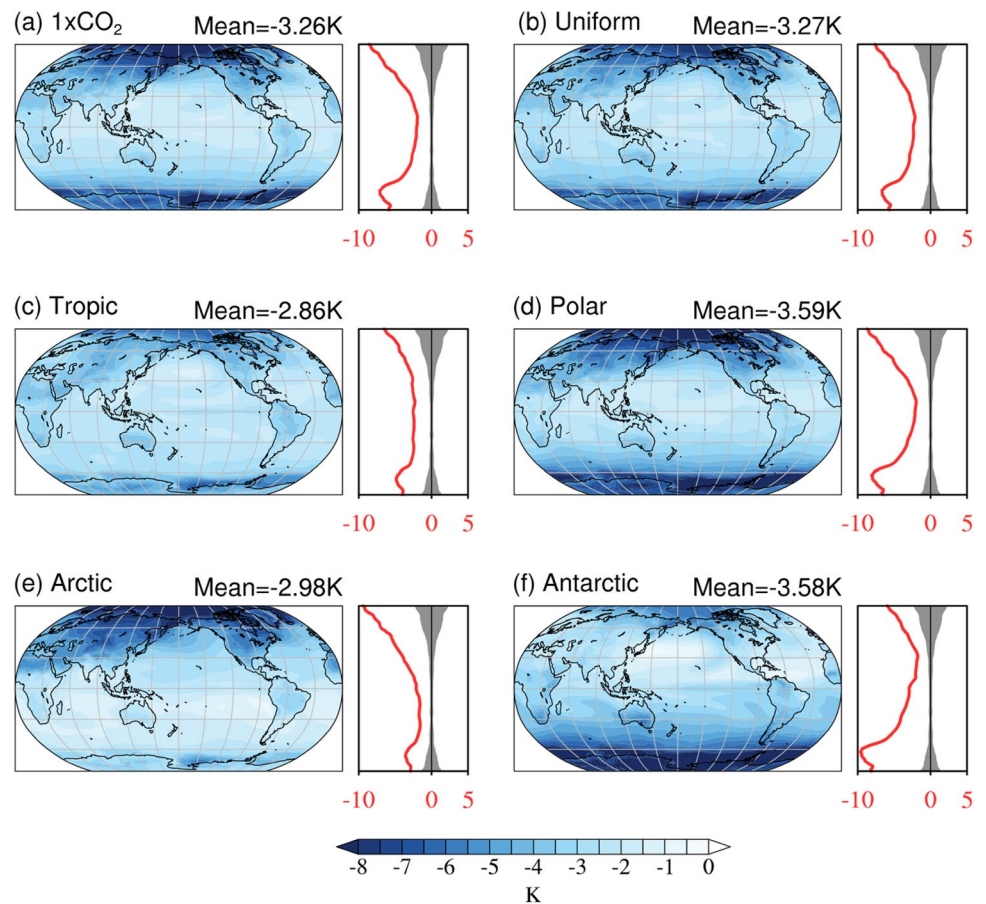 (a) 1xCO₂ Mean=-3.26K
(b) Uniform Mean=-3.27K
-10 0 5
-10 0 5
(c) Tropic Mean=-2.86K
(d) Polar Mean=-3.59K
-10 0 5
-10 0 5
(e) Arctic Mean=-2.98K
(f) Antarctic Mean=-3.58K
-10 0 5
-10 0 5
-8 -7 -6 -5 -4 -3 -2 -1 0
K